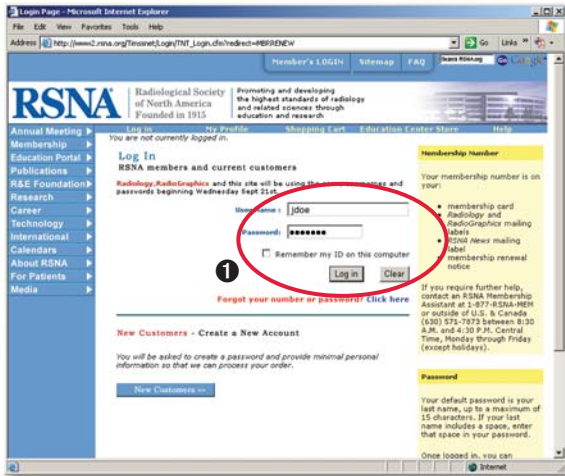 Login Page - Microsoft Internet Explorer
File Edit View Favorites Tools Help
Address http://www2.rsna.org/Timssnet/Login/TNT_Login.cfm?redirect=MBRRENEW Go Links »
Member's LOGIN Sitemap FAQ Search RSNA.org Go
RSNA
Radiological Society
of North America
Founded in 1915
Promoting and developing
the highest standards of radiology
and related sciences through
education and research
Log in My Profile Shopping Cart Education Center Store Help
Annual Meeting
Membership
Education Portal
Publications
R&E Foundation
Research
Career
Technology
International
Calendars
About RSNA
For Patients
Media
You are not currently logged in.
Log In
RSNA members and current customers
Radiology, RadioGraphics and this site will be using the same usernames and
passwords beginning Wednesday Sept 21st.
Username : jdoe
Password:
Remember my ID on this computer
1
Log in Clear
Forgot your number or password? Click here
New Customers - Create a New Account
You will be asked to create a password and provide minimal personal
information so that we can process your order.
New Customers >>
Membership Number
Your membership number is on
your:
• membership card
• Radiology and
RadioGraphics mailing
labels
• RSNA News mailing
label
• membership renewal
notice
If you require further help,
contact an RSNA Membership
Assistant at 1-877-RSNA-MEM
or outside of U.S. & Canada
(630) 571-7873 between 8:30
A.M. and 4:30 P.M. Central
Time, Monday through Friday
(except holidays).
Password
Your default password is your
last name, up to a maximum of
15 characters. If your last
name includes a space, enter
that space in your password.
Once logged in, you can
Internet